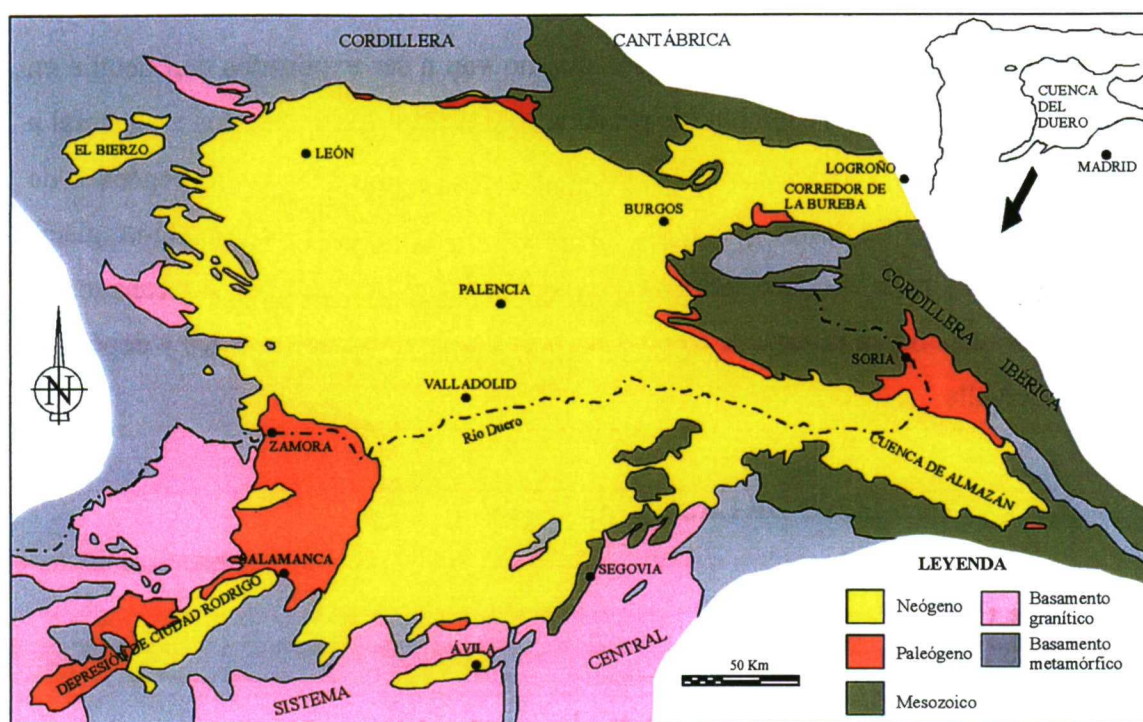 CORDILLERA CANTÁBRICA
CUENCA
DEL
DUERO
MADRID
EL BIERZO
LEÓN
LOGROÑO
CORREDOR DE
LA BUREBA
BURGOS
PALENCIA
CORDILLERA IBÉRICA
SORIA
VALLADOLID
Río Duero
ZAMORA
CUENCA DE ALMAZÁN
SALAMANCA
SEGOVIA
DEPRESIÓN DE CIUDAD RODRIGO
ÁVILA
SISTEMA CENTRAL
N
50 Km
LEYENDA
Neógeno
Paleógeno
Mesozoico
Basamento
granítico
Basamento
metamórfico